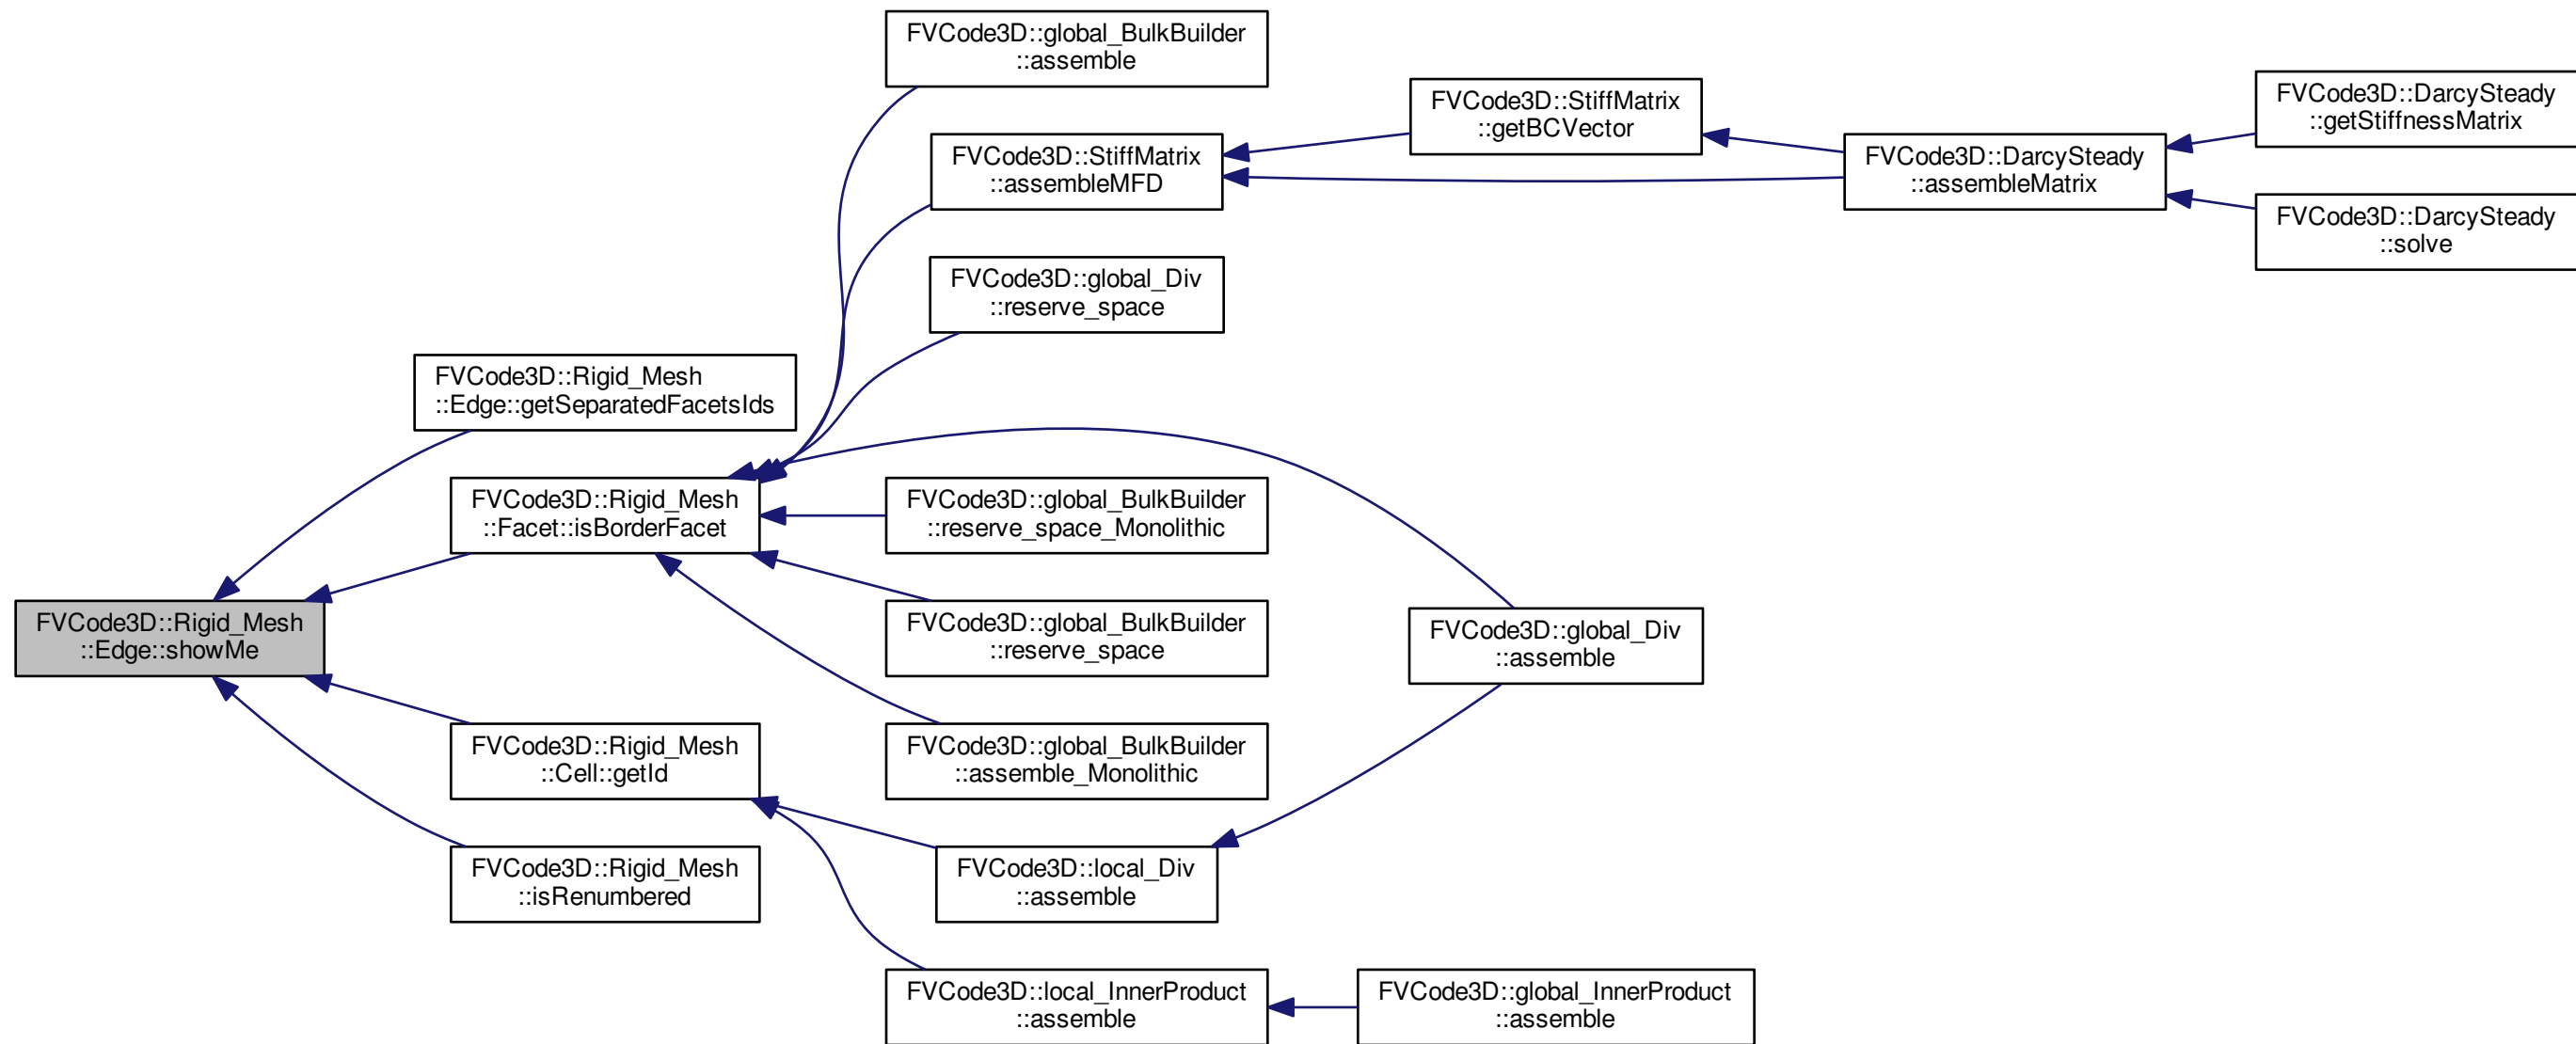 FVCode3D::global_BulkBuilder
::assemble
FVCode3D::StiffMatrix
::assembleMFD
FVCode3D::StiffMatrix
::getBCVector
FVCode3D::DarcySteady
::assembleMatrix
FVCode3D::DarcySteady
::getStiffnessMatrix
FVCode3D::DarcySteady
::solve
FVCode3D::global_Div
::reserve_space
FVCode3D::Rigid_Mesh
::Edge::getSeparatedFacetsIds
FVCode3D::Rigid_Mesh
::Facet::isBorderFacet
FVCode3D::global_BulkBuilder
::reserve_space_Monolithic
FVCode3D::Rigid_Mesh
::Edge::showMe
FVCode3D::global_BulkBuilder
::reserve_space
FVCode3D::global_Div
::assemble
FVCode3D::Rigid_Mesh
::Cell::getId
FVCode3D::global_BulkBuilder
::assemble_Monolithic
FVCode3D::Rigid_Mesh
::isRenumbered
FVCode3D::local_Div
::assemble
FVCode3D::local_InnerProduct
::assemble
FVCode3D::global_InnerProduct
::assemble